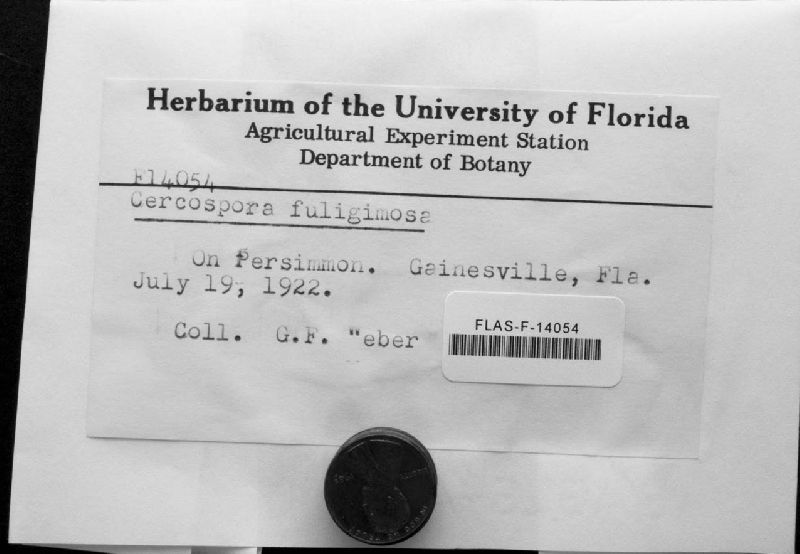 Herbarium of the University of Florida
Agricultural Experiment Station
Department of Botany
F14054
Cercospora fuligimosa
On Persimmon. Gainesville, Fla.
July 19, 1922.
Coll. G.F. "eber
FLAS-F-14054